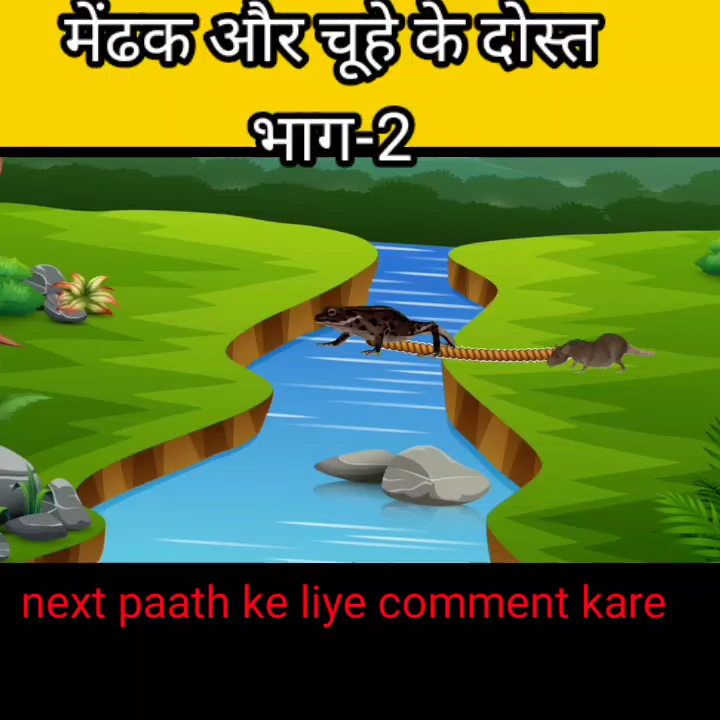 मेंढक और चूहे के दोस्त
भाग-2
next paath ke liye comment kare